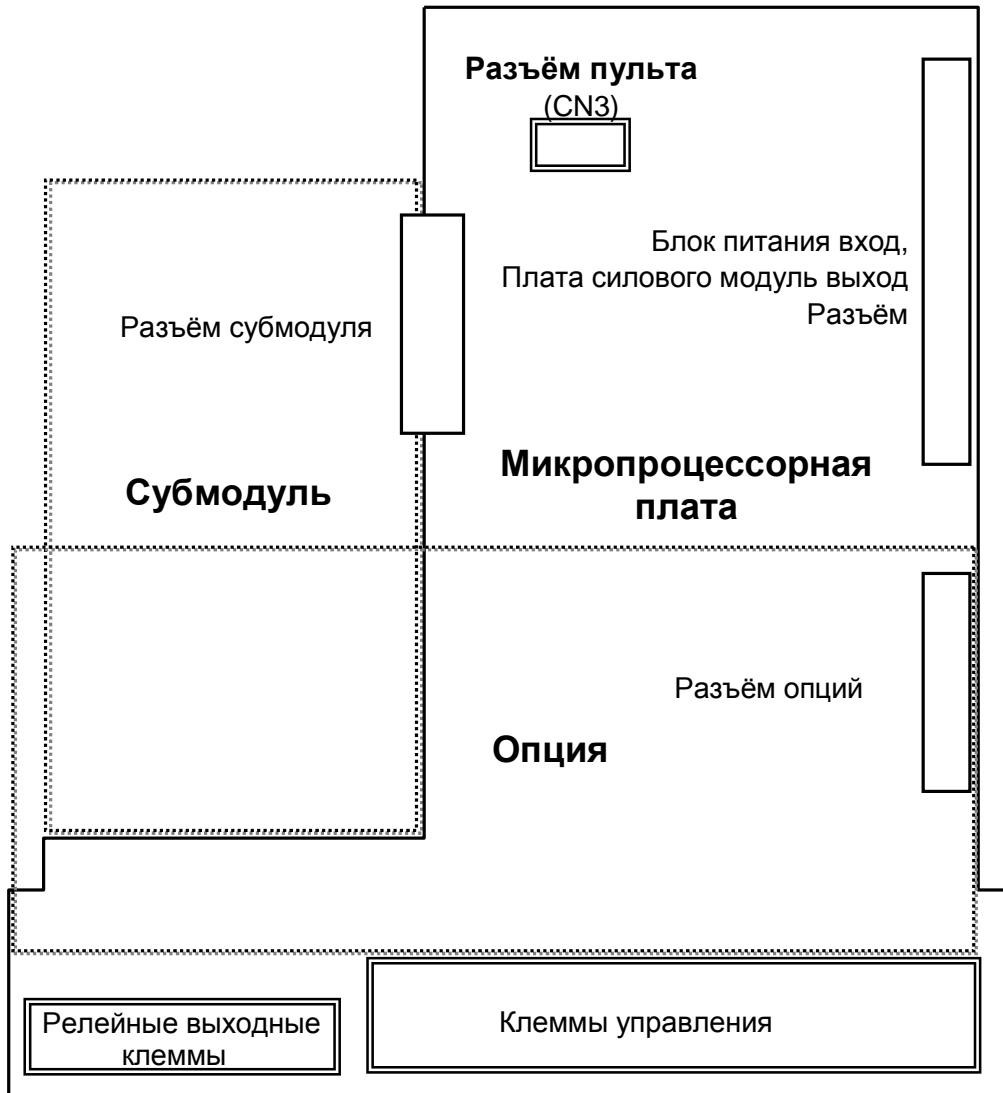 Разъём пульта
(CN3)
Блок питания вход,
Плата силового модуль выход
Разъём
Разъём субмодуля
Микропроцессорная
плата
Субмодуль
Разъём опций
Опция
Релейные выходные
клеммы
Клеммы управления